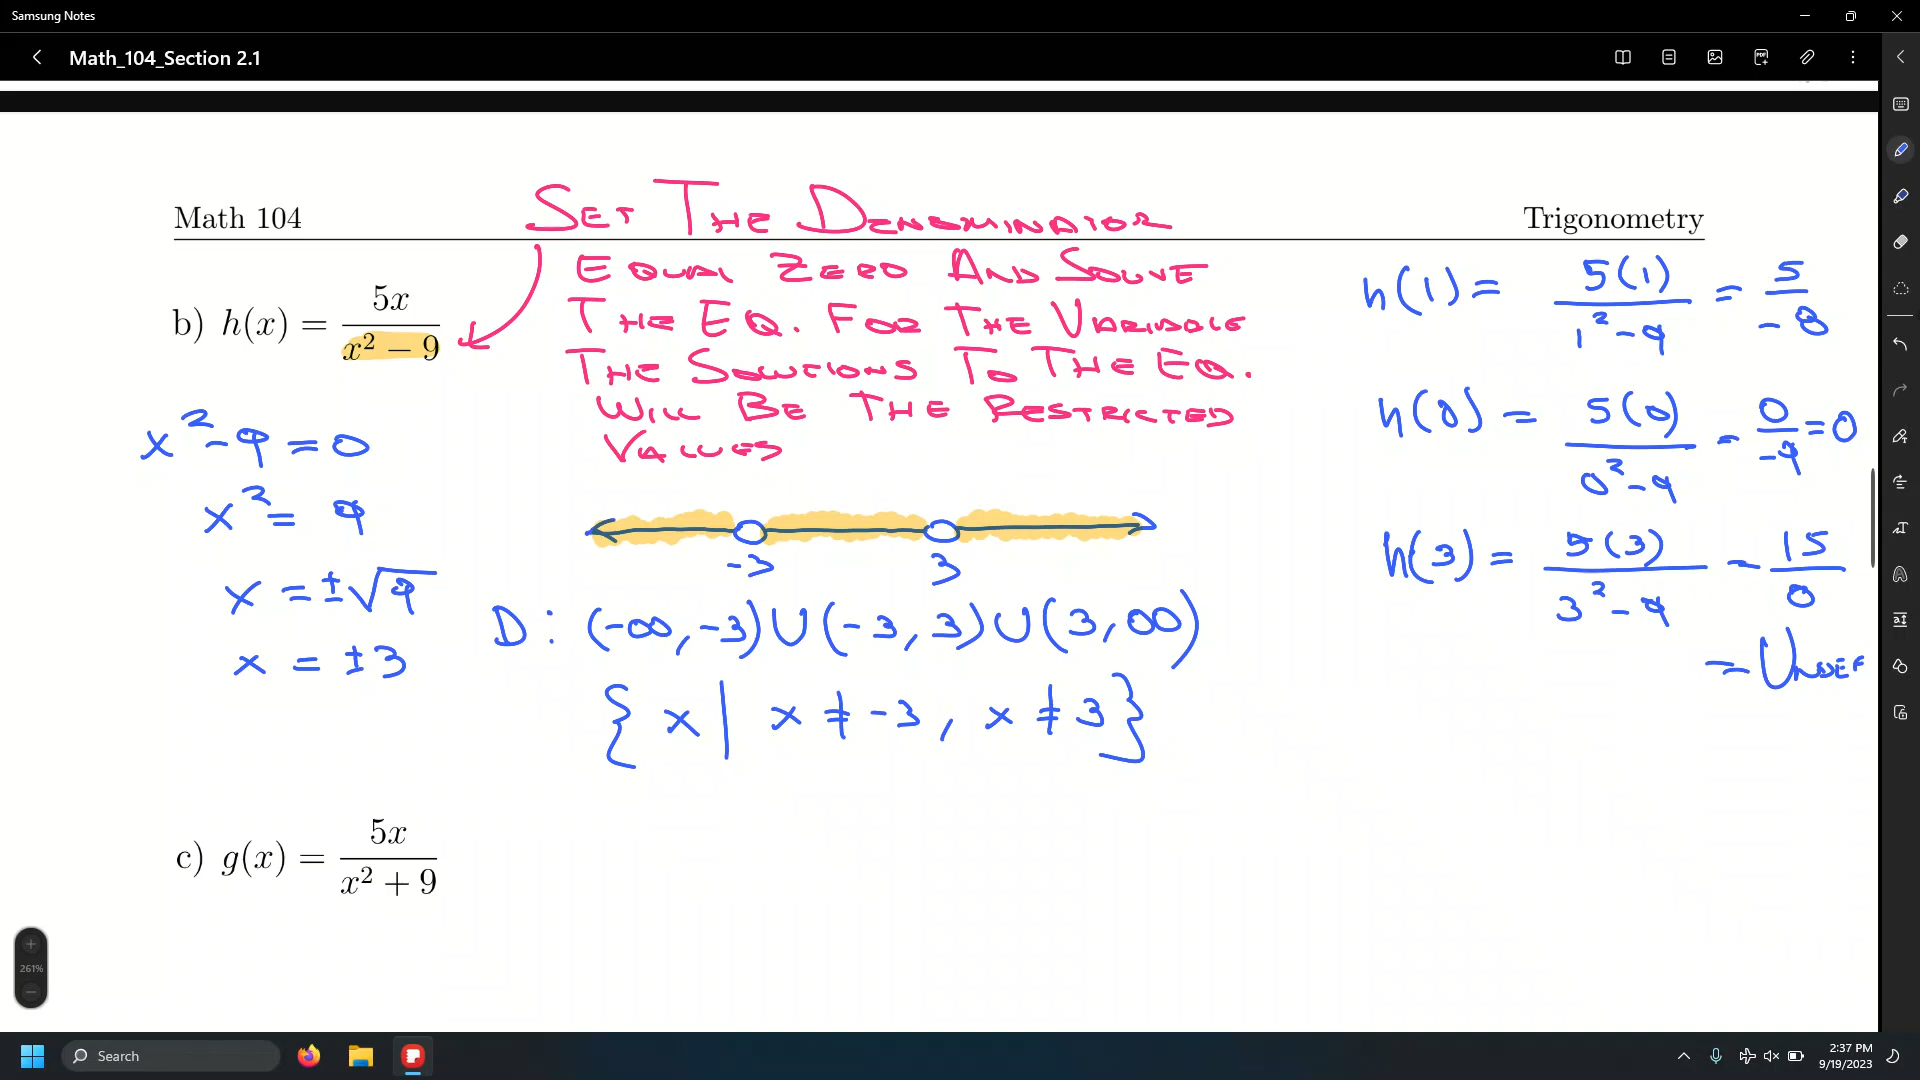 Samsung Notes
Math_104_Section 2.1
Math 104
Trigonometry
SET THE DENOMINATOR
EQUAL ZERO AND SOLVE
THE EQ. FOR THE VARIABLE
THE SOLUTIONS TO THE EQ.
WILL BE THE RESTRICTED
VALUES
b) h(x) = 5x / (x² − 9)
x² - 9 = 0
x² = 9
x = ±√9
x = ±3
-3 3
D: (-∞, -3) ∪ (-3, 3) ∪ (3, ∞)
{ x | x ≠ -3, x ≠ 3 }
h(1) = 5(1) / (1² - 9) = 5 / -8
h(0) = 5(0) / (0² - 9) = 0 / -9 = 0
h(3) = 5(3) / (3² - 9) = 15 / 0
= UNDEF
c) g(x) = 5x / (x² + 9)
261%
Search
2:37 PM
9/19/2023